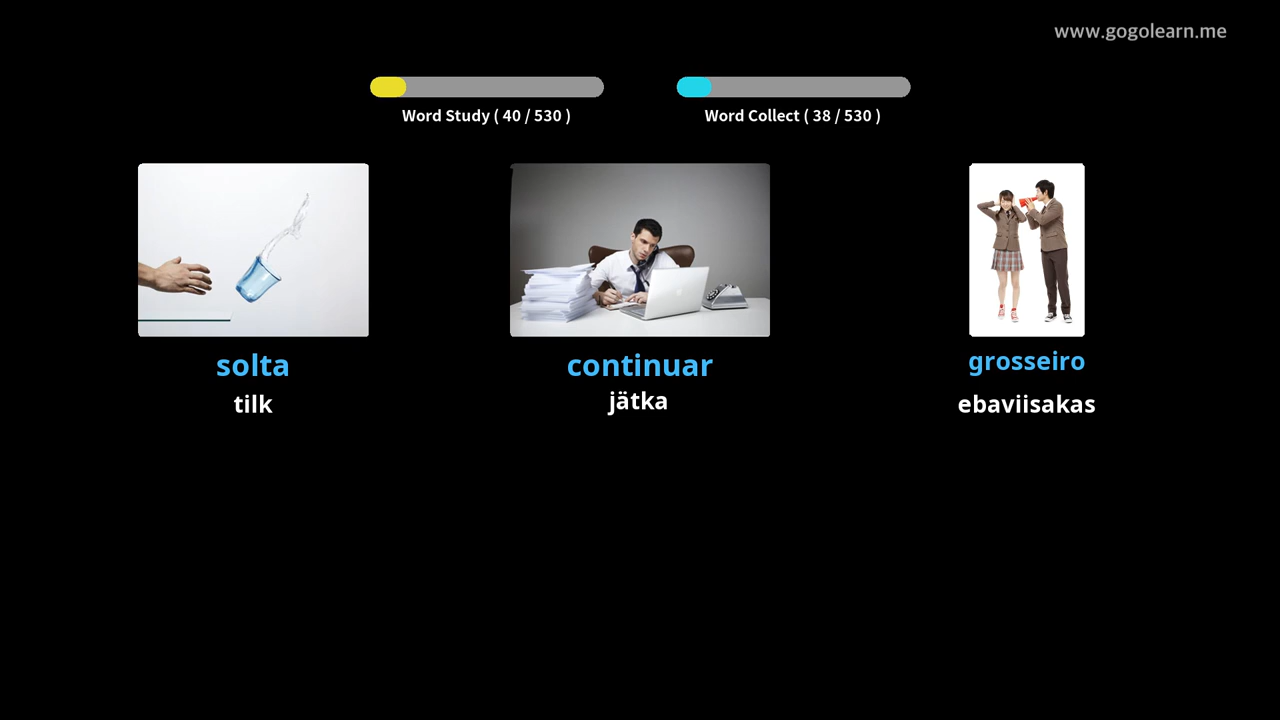 www.gogolearn.me
Word Study ( 40 / 530 )
Word Collect ( 38 / 530 )
solta
tilk
continuar
jätka
grosseiro
ebaviisakas